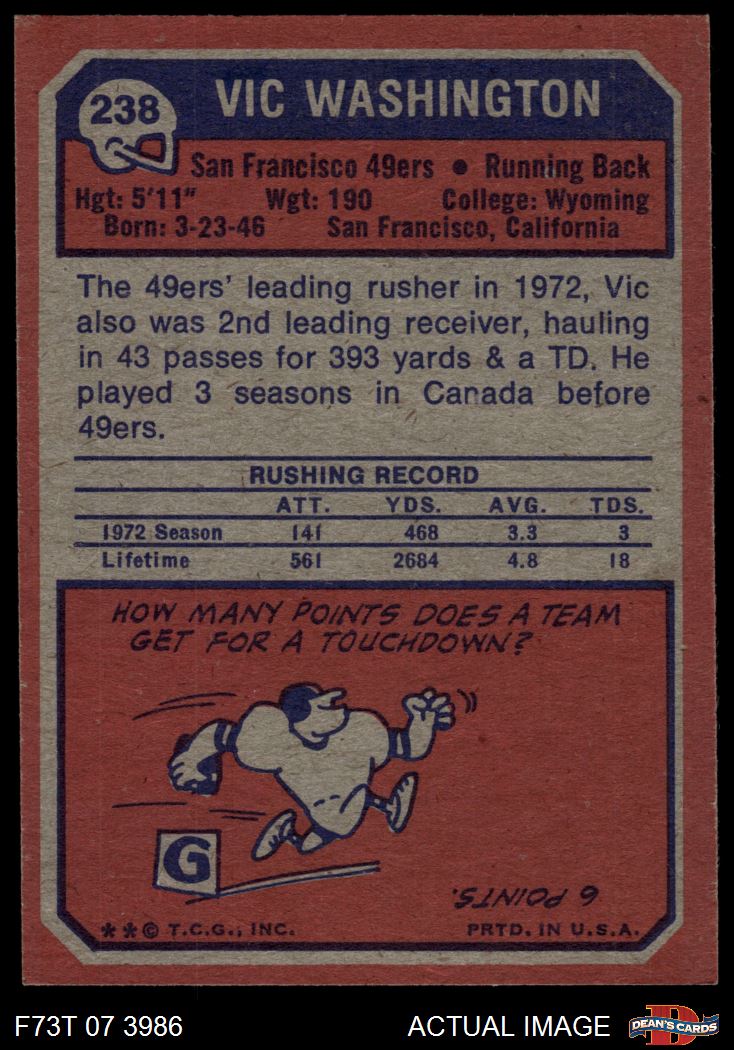 238
VIC WASHINGTON
San Francisco 49ers • Running Back
Hgt: 5'11" Wgt: 190 College: Wyoming
Born: 3-23-46 San Francisco, California
The 49ers' leading rusher in 1972, Vic
also was 2nd leading receiver, hauling
in 43 passes for 393 yards & a TD. He
played 3 seasons in Canada before
49ers.
RUSHING RECORD
ATT. YDS. AVG. TDS.
1972 Season 141 468 3.3 3
Lifetime 561 2684 4.8 18
HOW MANY POINTS DOES A TEAM
GET FOR A TOUCHDOWN?
G
6 POINTS.
**© T.C.G., INC. PRTD. IN U.S.A.
F73T 07 3986 ACTUAL IMAGE D DEAN'S CARDS